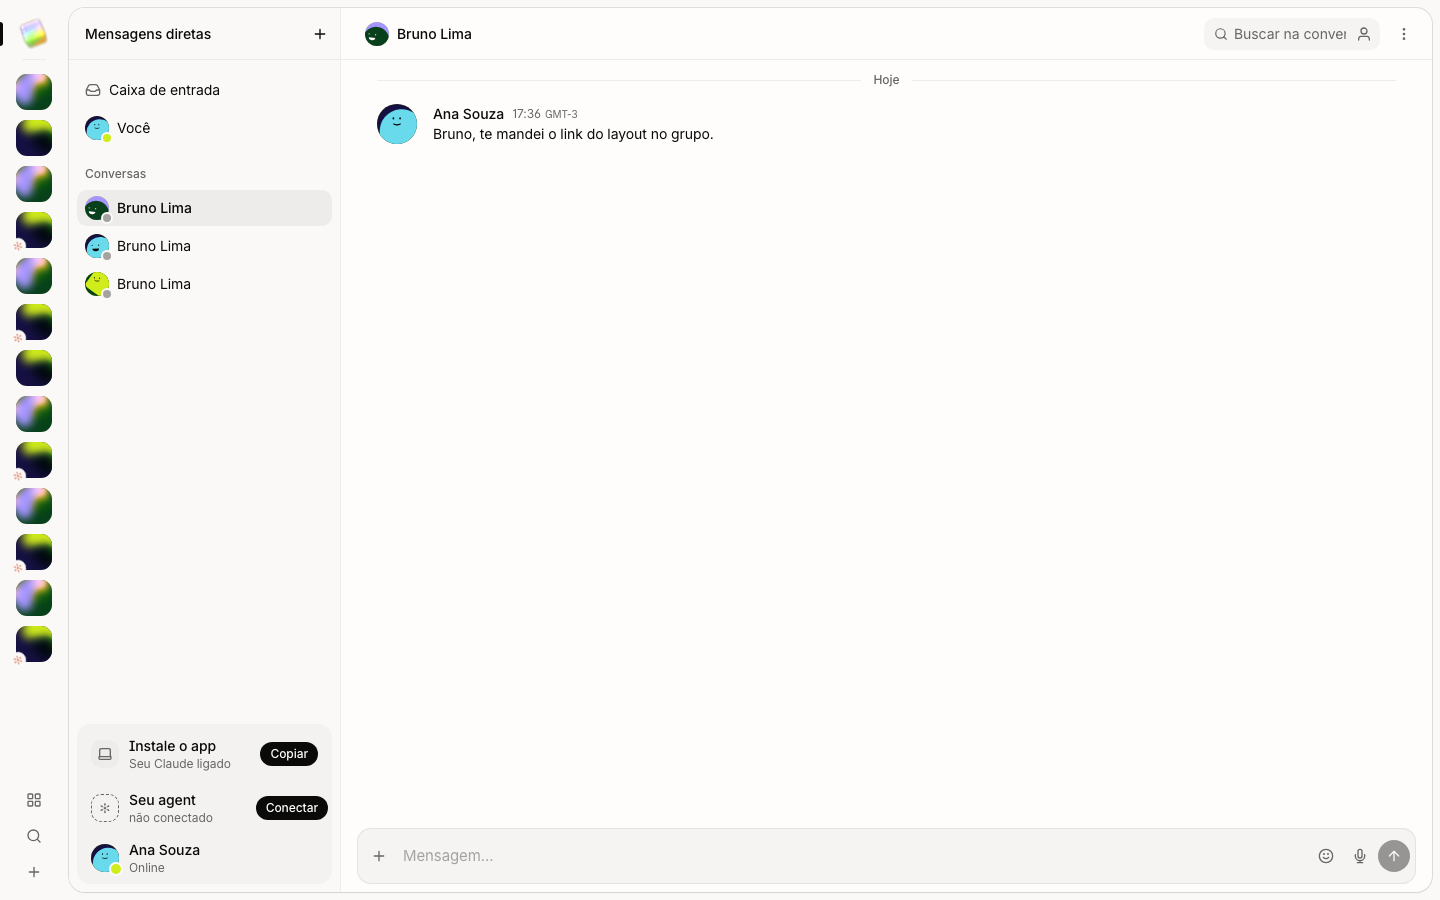 Mensagens diretas
Caixa de entrada
Você
Conversas
Bruno Lima
Bruno Lima
Bruno Lima
Instale o app
Seu Claude ligado
Copiar
Seu agent
não conectado
Conectar
Ana Souza
Online
Bruno Lima
Buscar na conver
Hoje
Ana Souza 17:36 GMT-3
Bruno, te mandei o link do layout no grupo.
Mensagem...